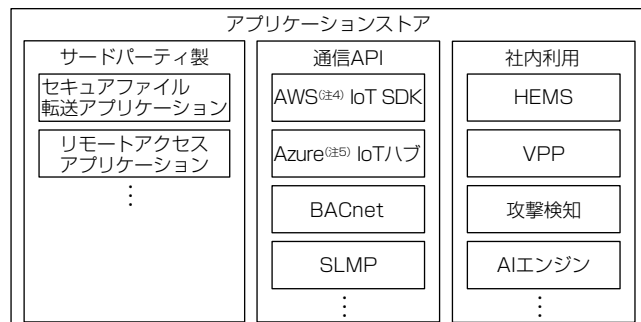 アプリケーションストア
サードパーティ製
セキュアファイル
転送アプリケーション
リモートアクセス
アプリケーション
⋮
通信API
AWS(注4) IoT SDK
Azure(注5) IoTハブ
BACnet
SLMP
⋮
社内利用
HEMS
VPP
攻撃検知
AIエンジン
⋮